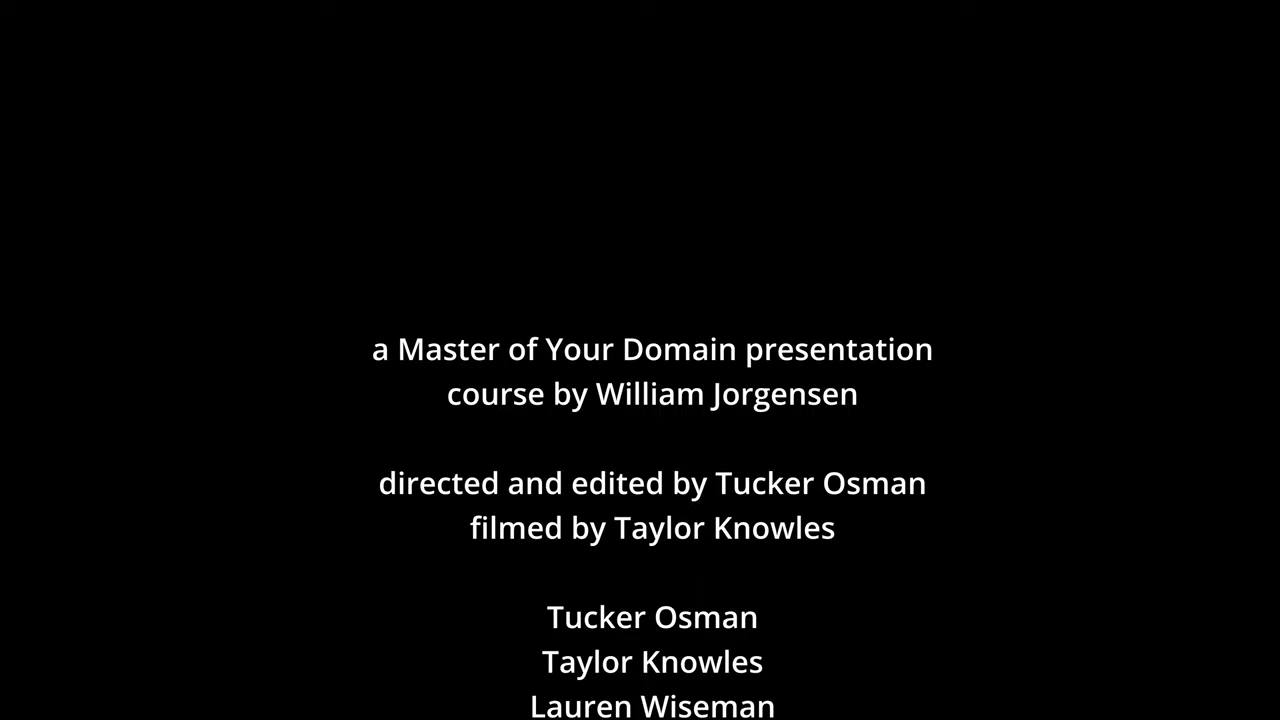 a Master of Your Domain presentation
course by William Jorgensen
directed and edited by Tucker Osman
filmed by Taylor Knowles
Tucker Osman
Taylor Knowles
Lauren Wiseman